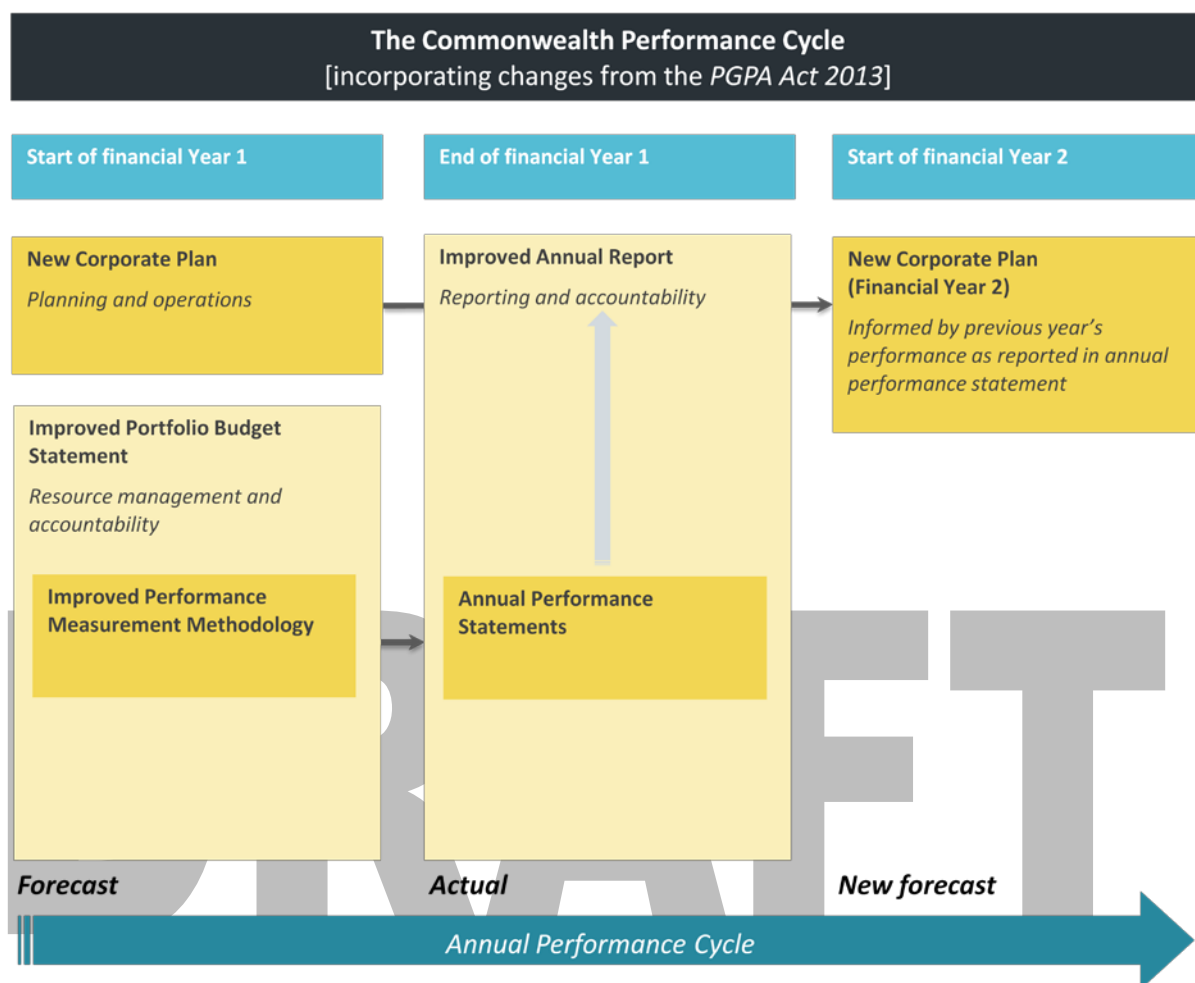 The Commonwealth Performance Cycle
[incorporating changes from the PGPA Act 2013]
Start of financial Year 1
End of financial Year 1
Start of financial Year 2
New Corporate Plan
Planning and operations
Improved Annual Report
Reporting and accountability
New Corporate Plan
(Financial Year 2)
Informed by previous year’s
performance as reported in annual
performance statement
Improved Portfolio Budget
Statement
Resource management and
accountability
Improved Performance
Measurement Methodology
Annual Performance
Statements
DRAFT
Forecast
Actual
New forecast
Annual Performance Cycle